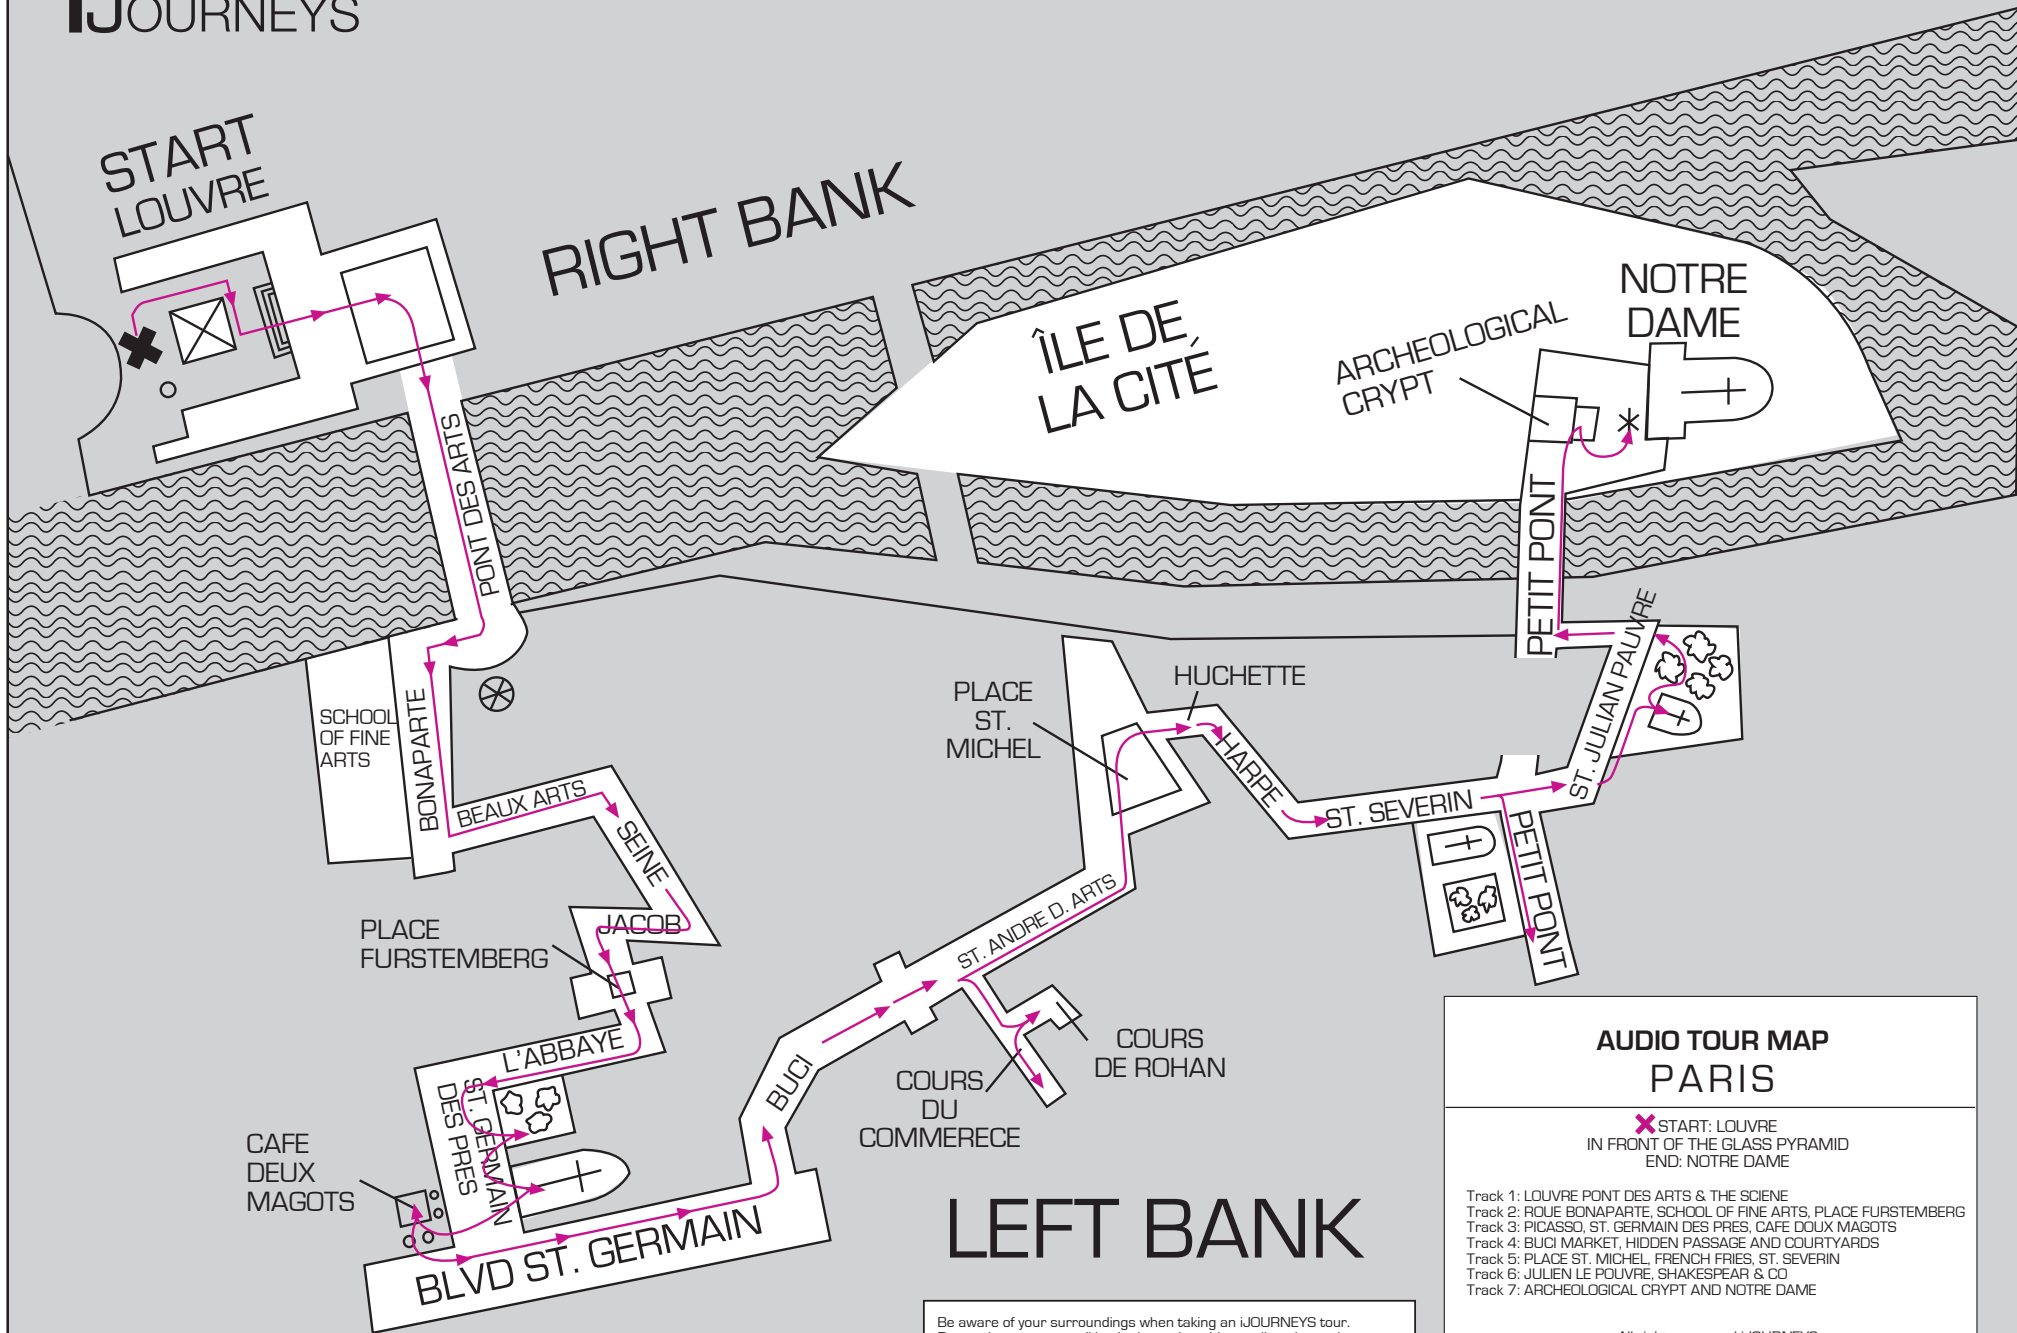 iJOURNEYS
START
LOUVRE
RIGHT BANK
ÎLE DE
LA CITÉ
ARCHEOLOGICAL
CRYPT
NOTRE
DAME
PONT DES ARTS
PETIT PONT
SCHOOL
OF FINE
ARTS
BONAPARTE
BEAUX ARTS
SEINE
JACOB
PLACE
FURSTEMBERG
L'ABBAYE
ST. GERMAIN
DES PRES
CAFE
DEUX
MAGOTS
BLVD ST. GERMAIN
BUCI
ST. ANDRE D. ARTS
COURS
DE ROHAN
COURS
DU
COMMERECE
PLACE
ST.
MICHEL
HUCHETTE
HARPE
ST. SEVERIN
PETIT PONT
ST. JULIAN PAUVRE
LEFT BANK
Be aware of your surroundings when taking an iJOURNEYS tour.
AUDIO TOUR MAP
PARIS
START: LOUVRE
IN FRONT OF THE GLASS PYRAMID
END: NOTRE DAME
Track 1: LOUVRE PONT DES ARTS & THE SCIENE
Track 2: ROUE BONAPARTE, SCHOOL OF FINE ARTS, PLACE FURSTEMBERG
Track 3: PICASSO, ST. GERMAIN DES PRES, CAFE DOUX MAGOTS
Track 4: BUCI MARKET, HIDDEN PASSAGE AND COURTYARDS
Track 5: PLACE ST. MICHEL, FRENCH FRIES, ST. SEVERIN
Track 6: JULIEN LE POUVRE, SHAKESPEAR & CO
Track 7: ARCHEOLOGICAL CRYPT AND NOTRE DAME